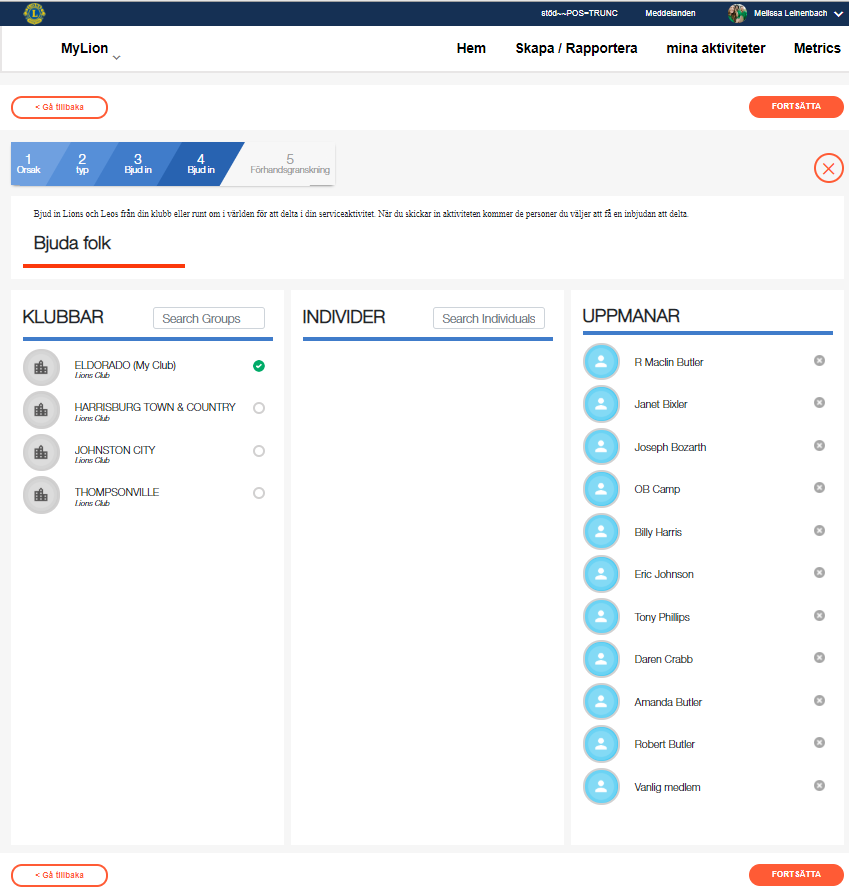 stöd~~POS=TRUNC Meddelanden Melissa Leinenbach
MyLion Hem Skapa / Rapportera mina aktiviteter Metrics
< Gå tillbaka FORTSÄTTA
1 2 3 4 5
Orsak typ Bjud in Bjud in Förhandsgranskning
Bjud in Lions och Leos från din klubb eller runt om i världen för att delta i din serviceaktivitet. När du skickar in aktiviteten kommer de personer du väljer att få en inbjudan att delta.
Bjuda folk
KLUBBAR Search Groups
ELDORADO (My Club)
Lions Club
HARRISBURG TOWN & COUNTRY
Lions Club
JOHNSTON CITY
Lions Club
THOMPSONVILLE
Lions Club
INDIVIDER Search Individuals
UPPMANAR
R Maclin Butler
Janet Bixler
Joseph Bozarth
OB Camp
Billy Harris
Eric Johnson
Tony Phillips
Daren Crabb
Amanda Butler
Robert Butler
Vanlig medlem
< Gå tillbaka FORTSÄTTA